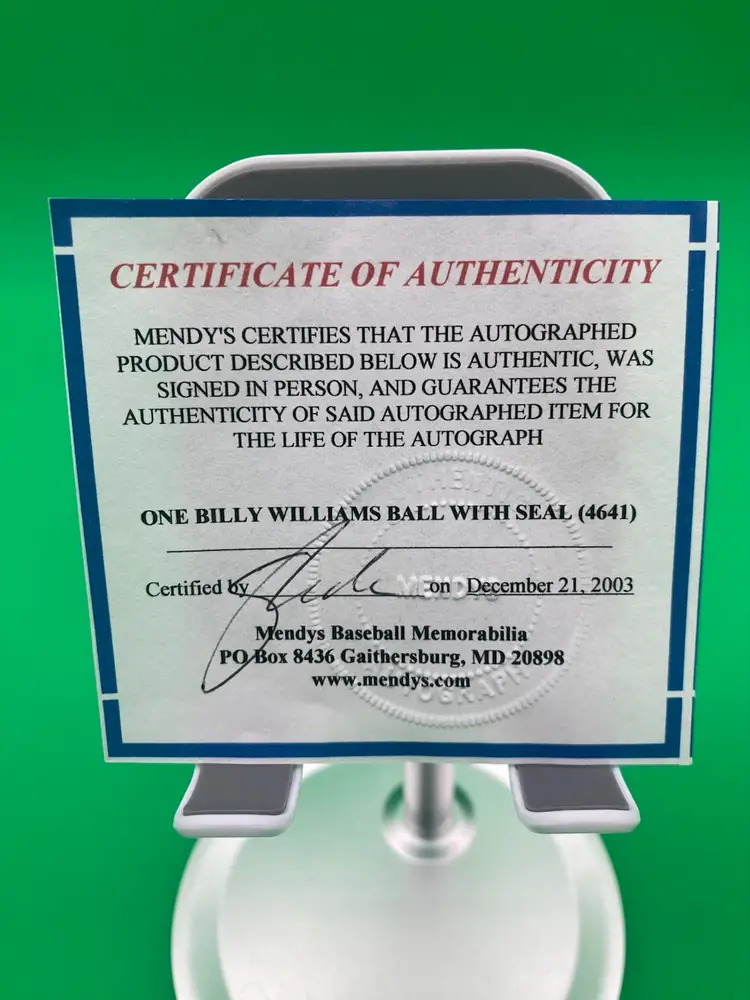 CERTIFICATE OF AUTHENTICITY
MENDY'S CERTIFIES THAT THE AUTOGRAPHED
PRODUCT DESCRIBED BELOW IS AUTHENTIC, WAS
SIGNED IN PERSON, AND GUARANTEES THE
AUTHENTICITY OF SAID AUTOGRAPHED ITEM FOR
THE LIFE OF THE AUTOGRAPH
ONE BILLY WILLIAMS BALL WITH SEAL (4641)
Certified by on December 21, 2003
MENDYS
Mendys Baseball Memorabilia
PO Box 8436 Gaithersburg, MD 20898
www.mendys.com